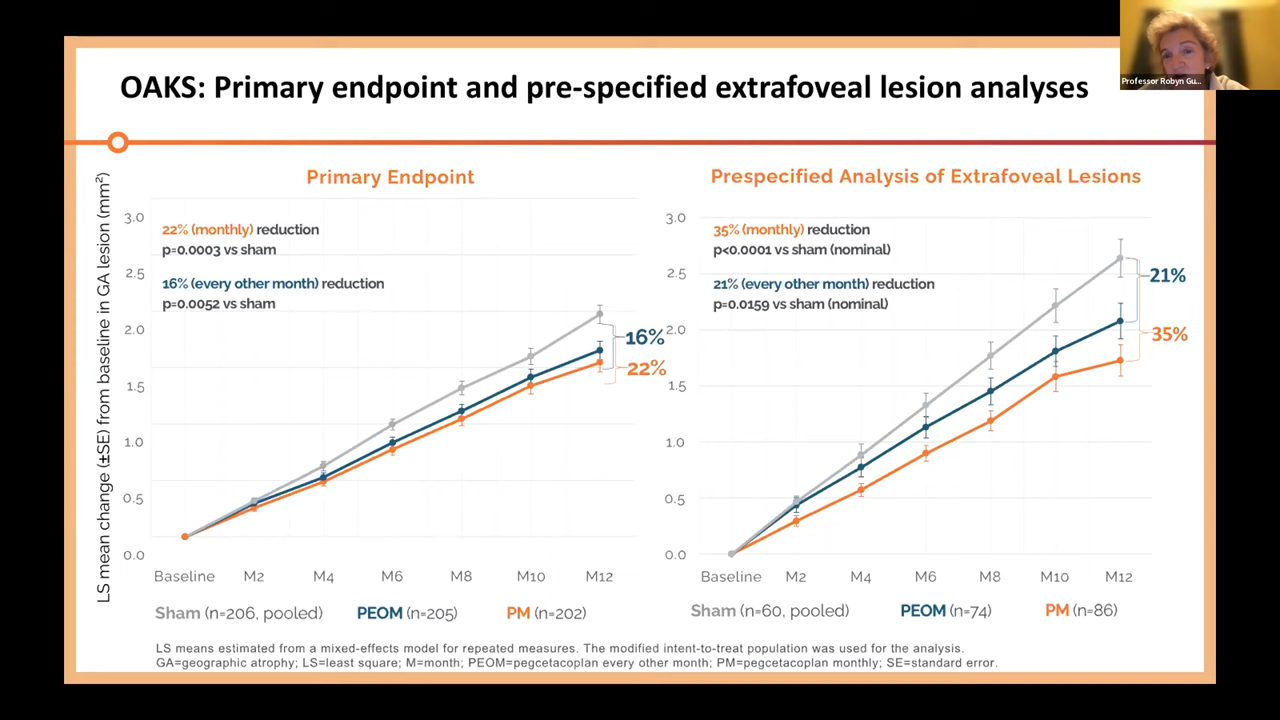 Professor Robyn Gu...
OAKS: Primary endpoint and pre-specified extrafoveal lesion analyses
LS mean change (±SE) from baseline in GA lesion (mm²)
Primary Endpoint
3.0
2.5
2.0
1.5
1.0
0.5
0.0
22% (monthly) reduction
p=0.0003 vs sham
16% (every other month) reduction
p=0.0052 vs sham
16%
22%
Baseline M2 M4 M6 M8 M10 M12
Sham (n=206, pooled) PEOM (n=205) PM (n=202)
Prespecified Analysis of Extrafoveal Lesions
3.0
2.5
2.0
1.5
1.0
0.5
0.0
35% (monthly) reduction
p<0.0001 vs sham (nominal)
21% (every other month) reduction
p=0.0159 vs sham (nominal)
21%
35%
Baseline M2 M4 M6 M8 M10 M12
Sham (n=60, pooled) PEOM (n=74) PM (n=86)
LS means estimated from a mixed-effects model for repeated measures. The modified intent-to-treat population was used for the analysis.
GA=geographic atrophy; LS=least square; M=month; PEOM=pegcetacoplan every other month; PM=pegcetacoplan monthly; SE=standard error.